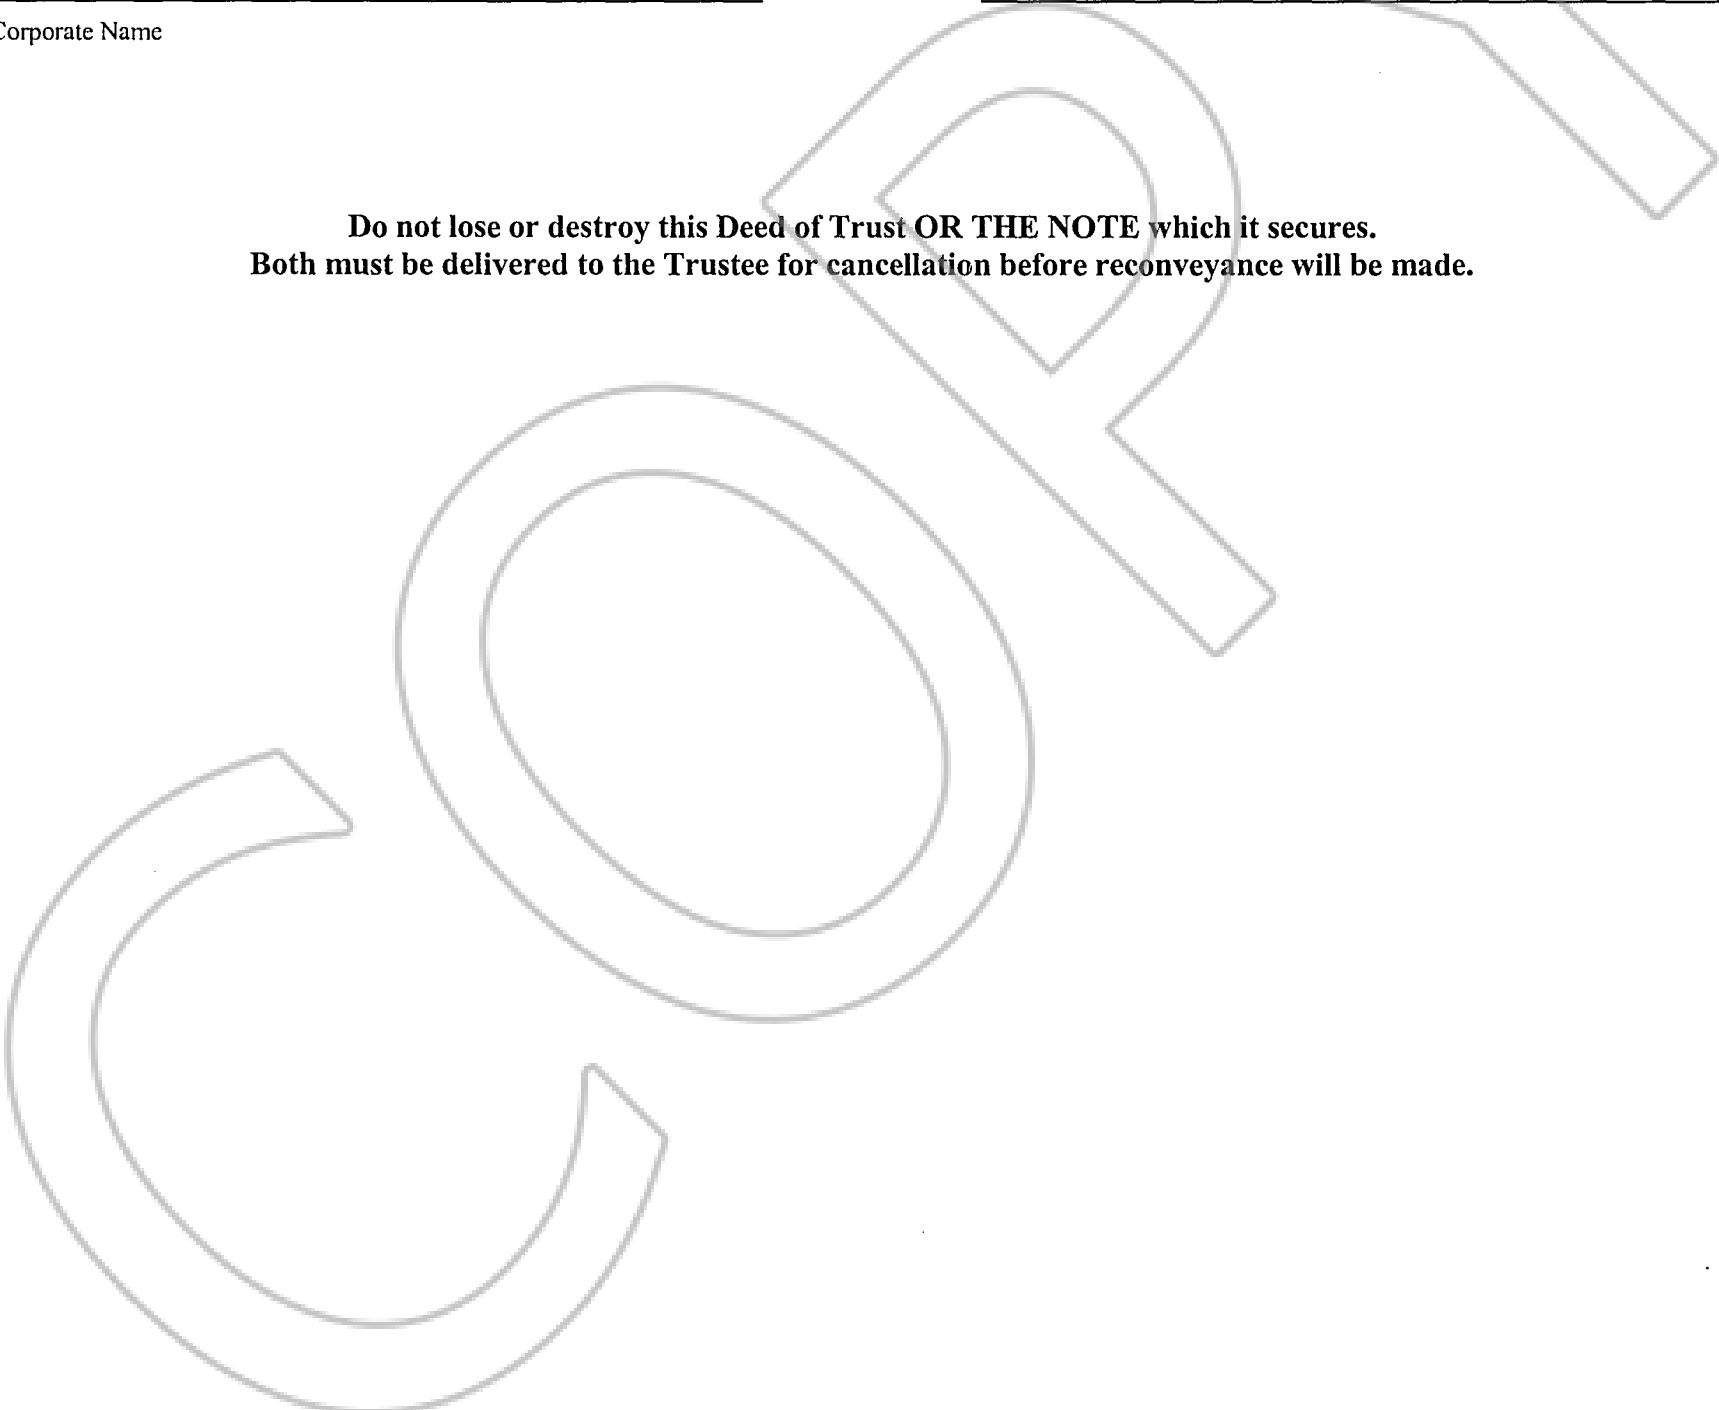 Corporate Name
Do not lose or destroy this Deed of Trust OR THE NOTE which it secures.
Both must be delivered to the Trustee for cancellation before reconveyance will be made.
COPY